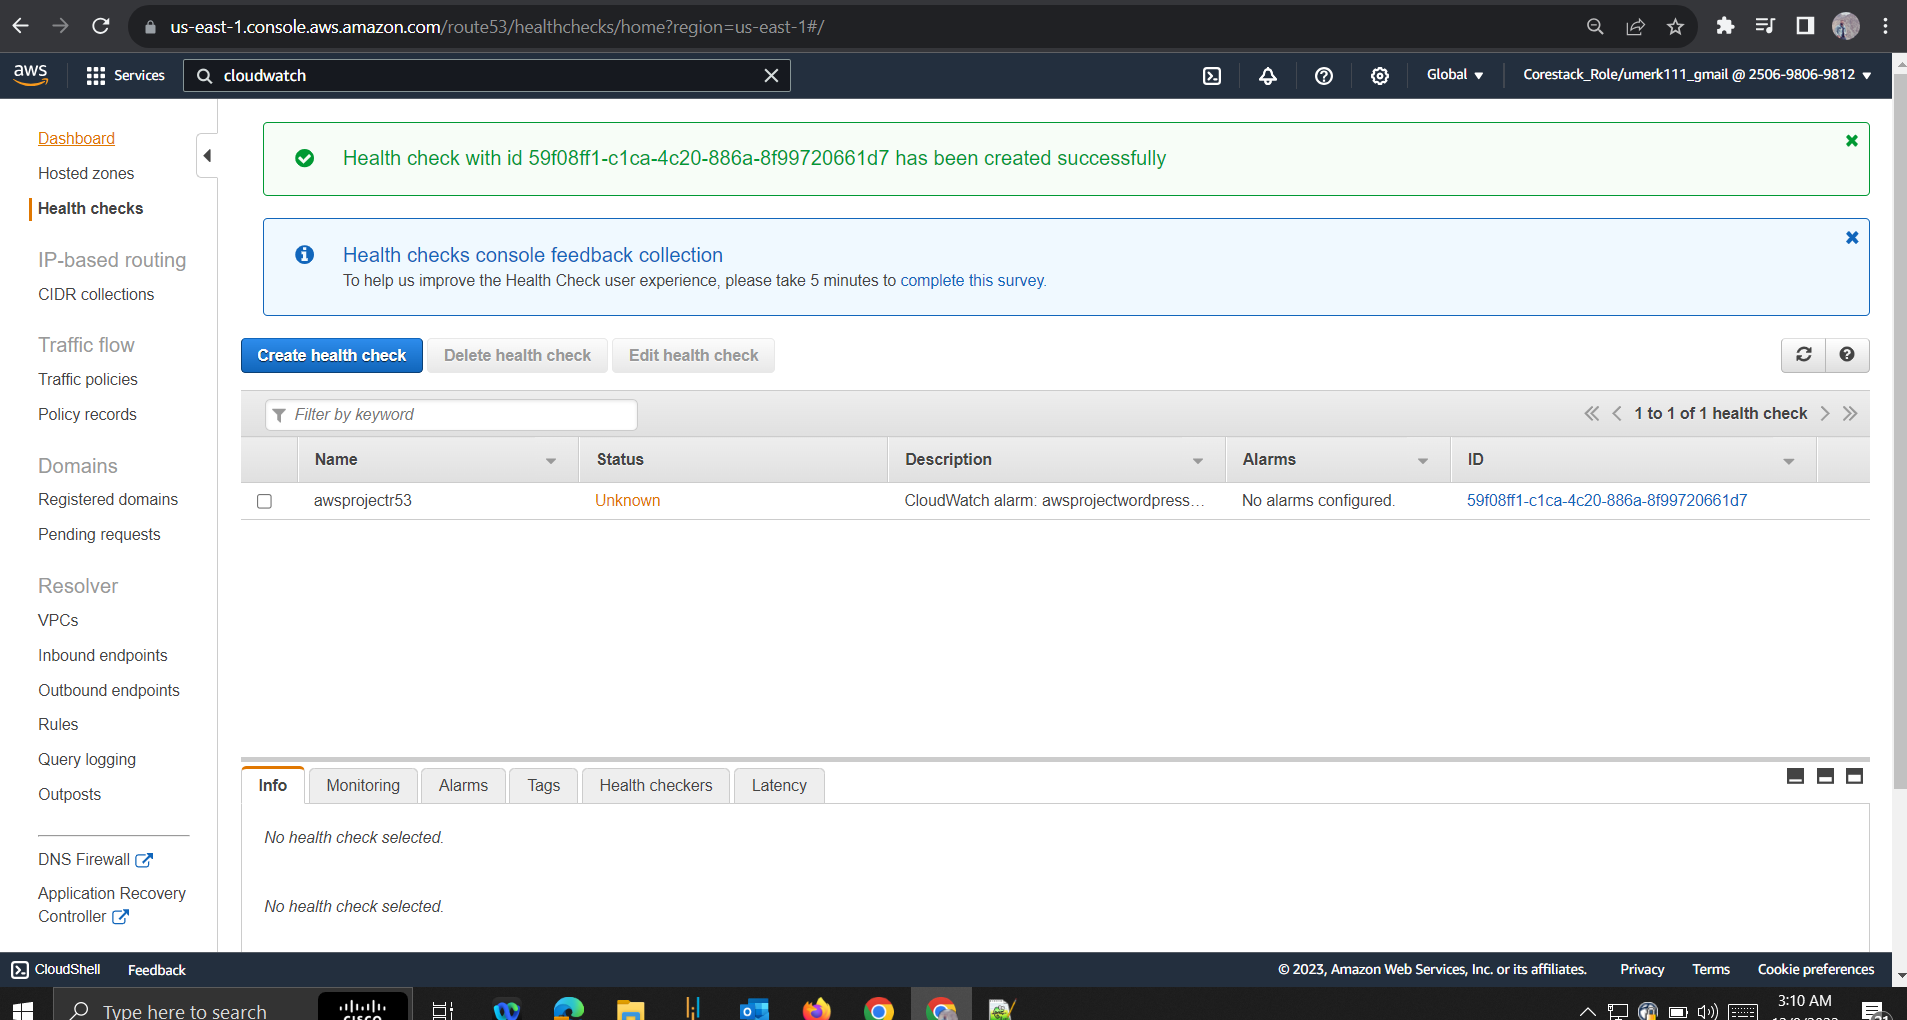 us-east-1.console.aws.amazon.com/route53/healthchecks/home?region=us-east-1#/
aws
Services
cloudwatch
Global
Corestack_Role/umerk111_gmail @ 2506-9806-9812
Dashboard
Hosted zones
Health checks
IP-based routing
CIDR collections
Traffic flow
Traffic policies
Policy records
Domains
Registered domains
Pending requests
Resolver
VPCs
Inbound endpoints
Outbound endpoints
Rules
Query logging
Outposts
DNS Firewall
Application Recovery
Controller
Health check with id 59f08ff1-c1ca-4c20-886a-8f99720661d7 has been created successfully
Health checks console feedback collection
To help us improve the Health Check user experience, please take 5 minutes to complete this survey.
Create health check
Delete health check
Edit health check
Filter by keyword
1 to 1 of 1 health check
Name
Status
Description
Alarms
ID
awsprojectr53
Unknown
CloudWatch alarm: awsprojectwordpress...
No alarms configured.
59f08ff1-c1ca-4c20-886a-8f99720661d7
Info
Monitoring
Alarms
Tags
Health checkers
Latency
No health check selected.
No health check selected.
CloudShell
Feedback
© 2023, Amazon Web Services, Inc. or its affiliates.
Privacy
Terms
Cookie preferences
Type here to search
cisco
3:10 AM